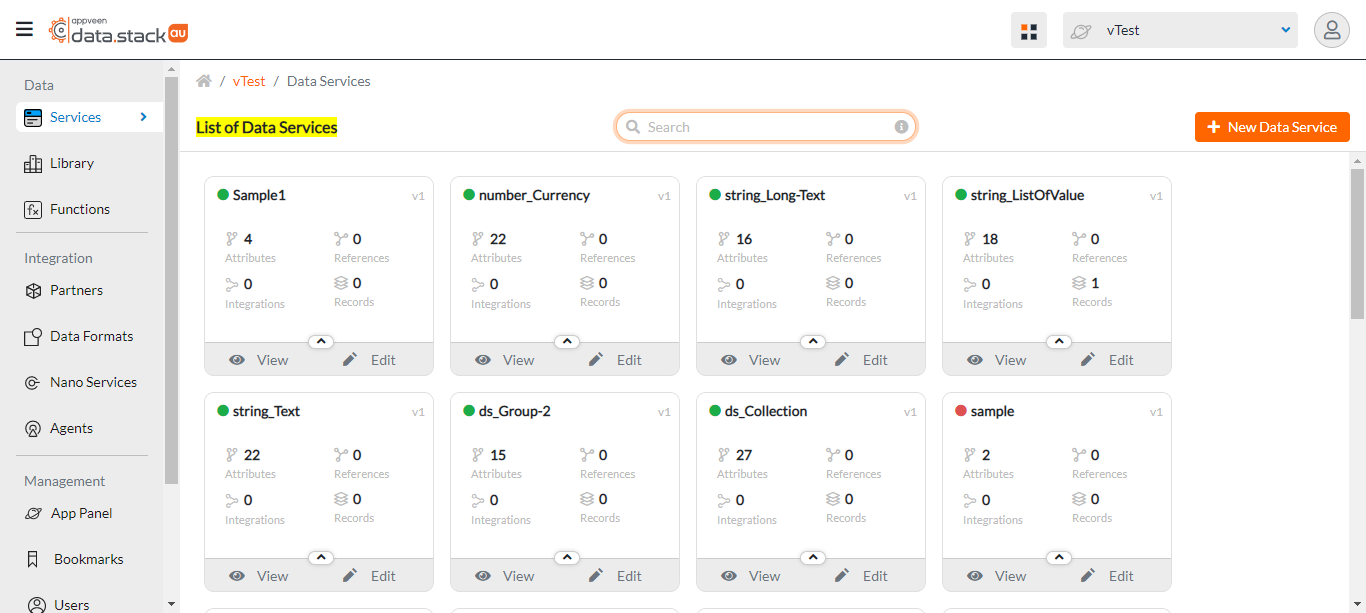 appveen
data.stack au
vTest
Data
Services
Library
Functions
Integration
Partners
Data Formats
Nano Services
Agents
Management
App Panel
Bookmarks
Users
/ vTest / Data Services
List of Data Services
Search
+ New Data Service
Sample1 v1
4 0
Attributes References
0 0
Integrations Records
View Edit
number_Currency v1
22 0
Attributes References
0 0
Integrations Records
View Edit
string_Long-Text v1
16 0
Attributes References
0 0
Integrations Records
View Edit
string_ListOfValue v1
18 0
Attributes References
0 1
Integrations Records
View Edit
string_Text v1
22 0
Attributes References
0 0
Integrations Records
View Edit
ds_Group-2 v1
15 0
Attributes References
0 0
Integrations Records
View Edit
ds_Collection v1
27 0
Attributes References
0 0
Integrations Records
View Edit
sample v1
2 0
Attributes References
0 0
Integrations Records
View Edit